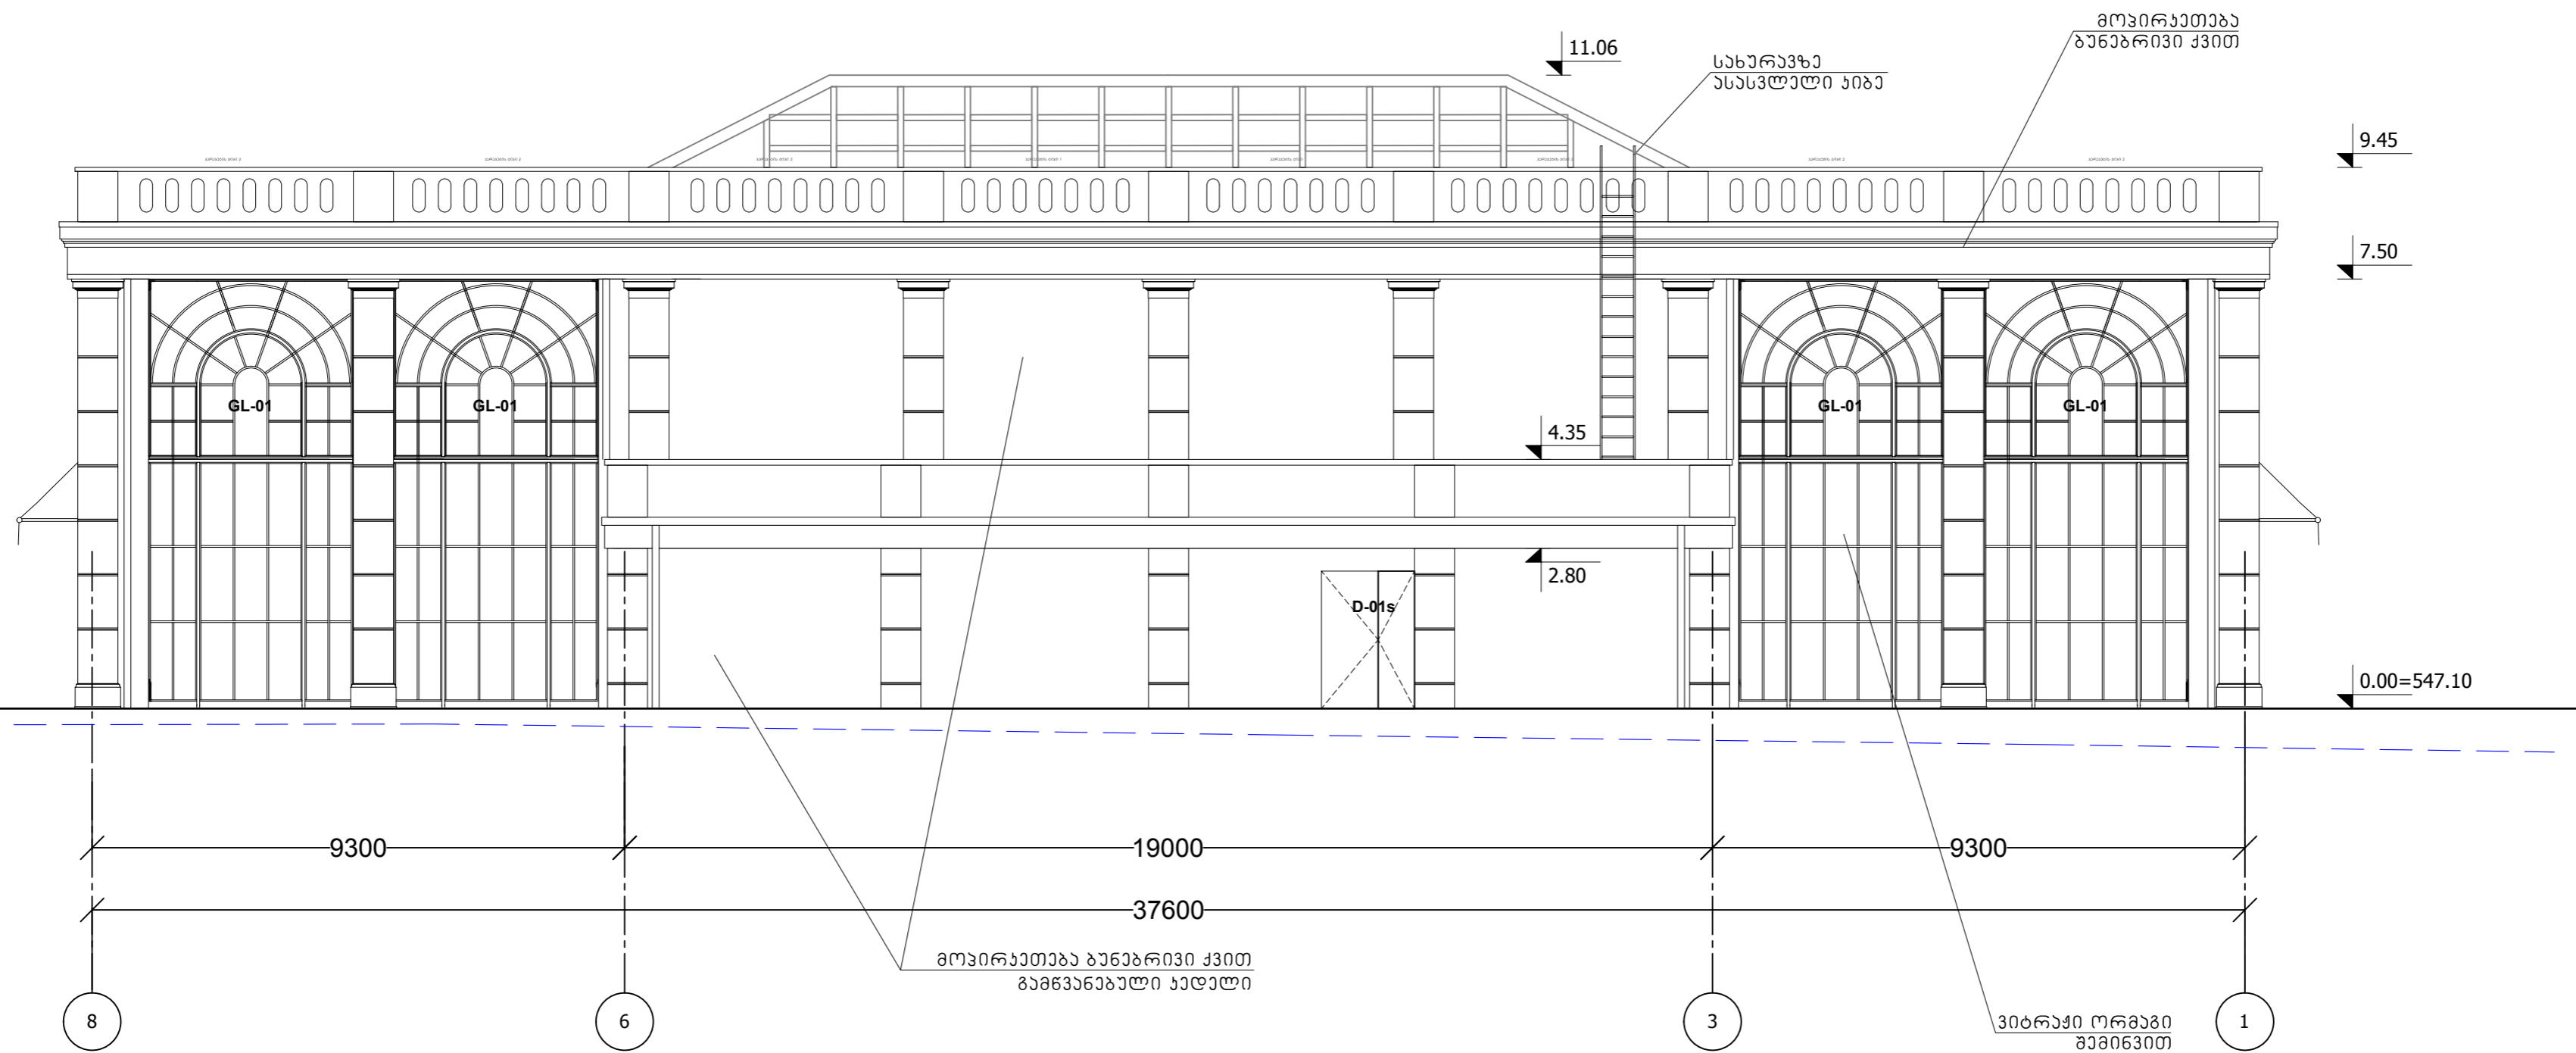 მოპირკეთება
ბუნებრივი ქვით
11.06
სახურავზე
ასასვლელი კიბე
9.45
7.50
GL-01
GL-01
GL-01
GL-01
4.35
2.80
D-01s
0.00=547.10
9300
19000
9300
37600
მოპირკეთება ბუნებრივი ქვით
გამწვანებული კედელი
8
6
3
1
ვიტრაჟი ორმაგი
შემინვით